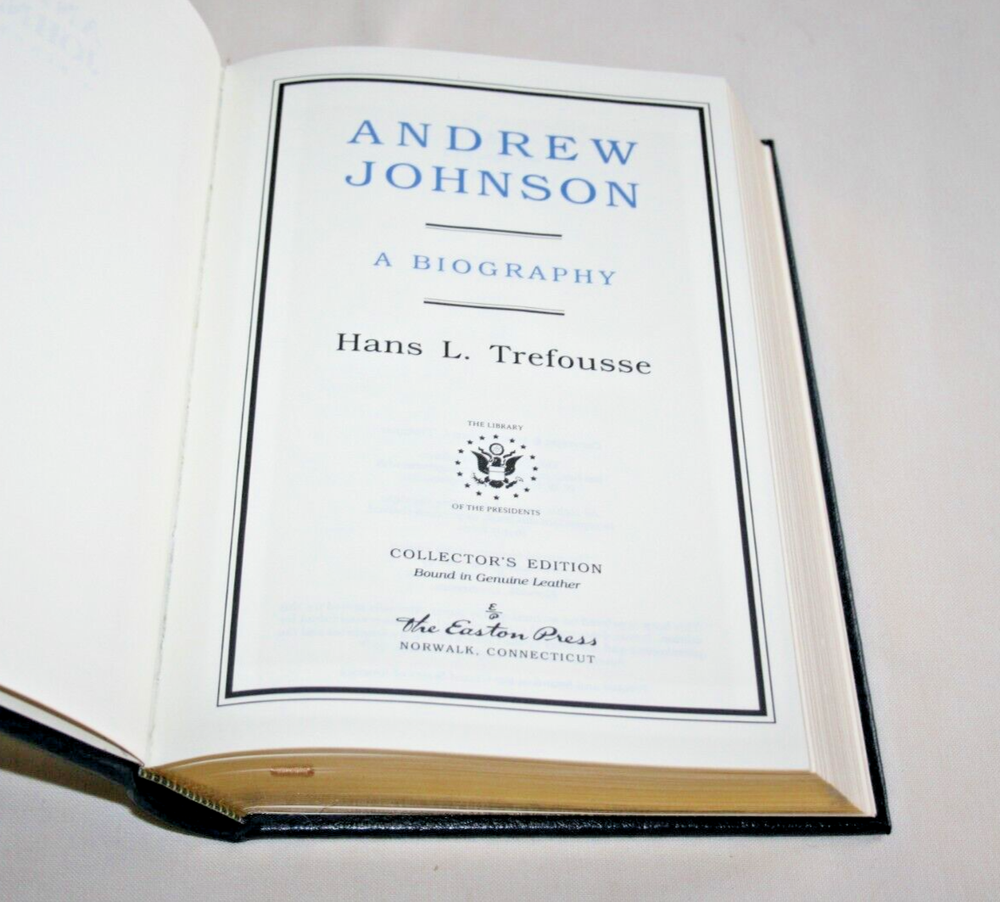 ANDREW
JOHNSON
A BIOGRAPHY
Hans L. Trefousse
THE LIBRARY
OF THE PRESIDENTS
COLLECTOR'S EDITION
Bound in Genuine Leather
The Easton Press
NORWALK, CONNECTICUT